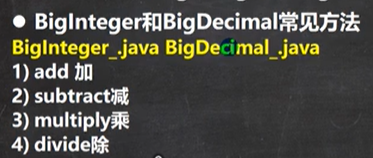 ● BigInteger和BigDecimal常见方法
BigInteger_.java BigDecimal_.java
1) add 加
2) subtract减
3) multiply乘
4) divide除